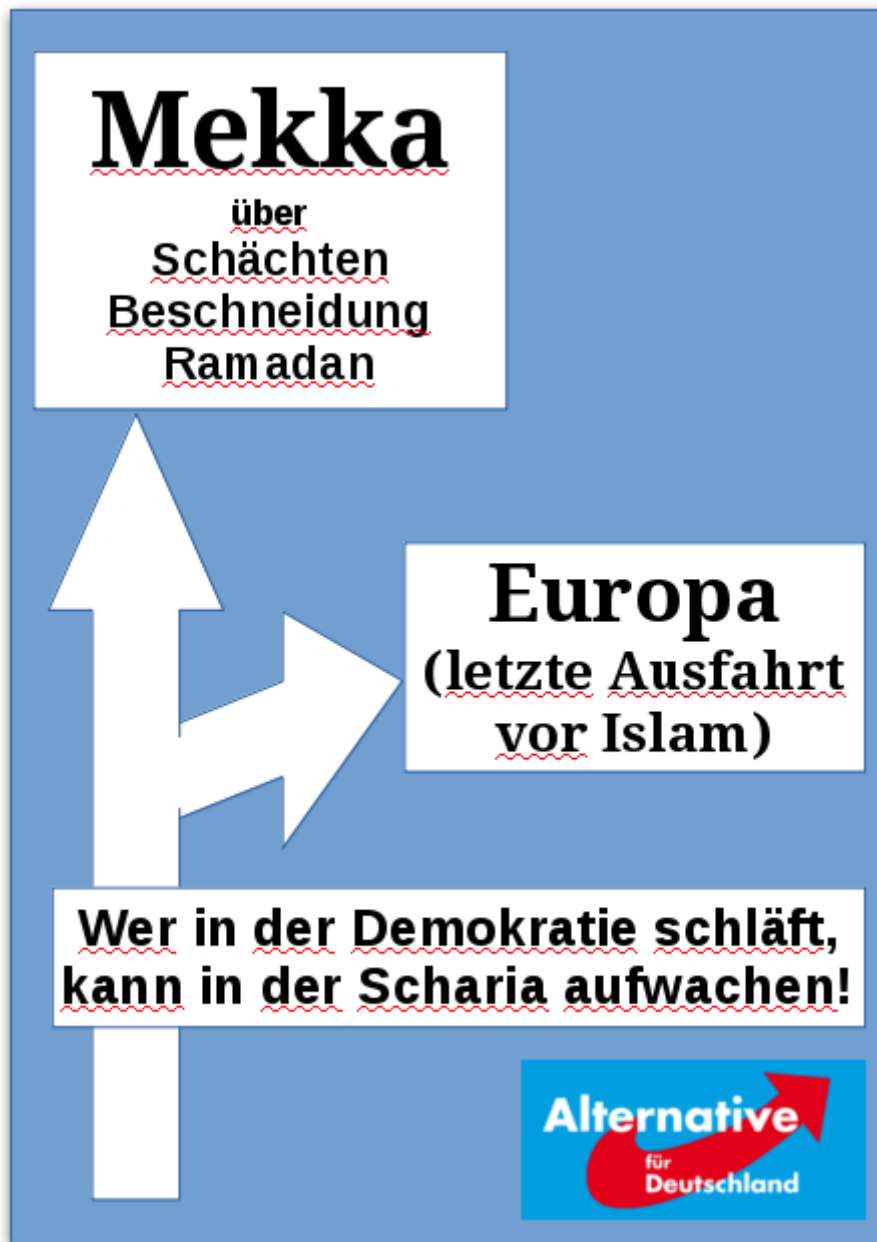 Mekka
über
Schächten
Beschneidung
Ramadan
Europa
(letzte Ausfahrt
vor Islam)
Wer in der Demokratie schläft,
kann in der Scharia aufwachen!
Alternative
für
Deutschland